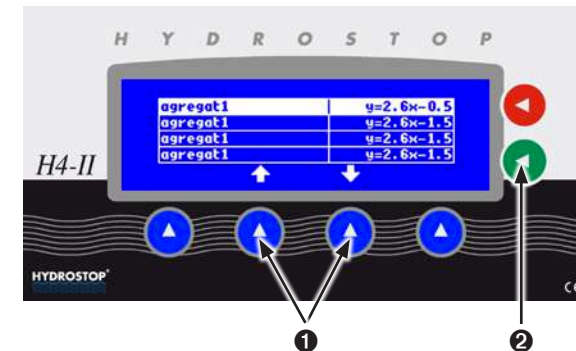 H Y D R O S T O P
agregat1 y=2.6x-0.5
agregat1 y=2.6x-1.5
agregat1 y=2.6x-1.5
agregat1 y=2.6x-1.5
H4-II
HYDROSTOP
CE
1 2